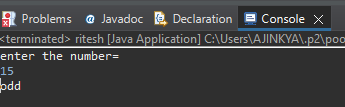 Problems Javadoc Declaration Console
<terminated> ritesh [Java Application] C:\Users\AJINKYA\.p2\poo
enter the number=
15
odd